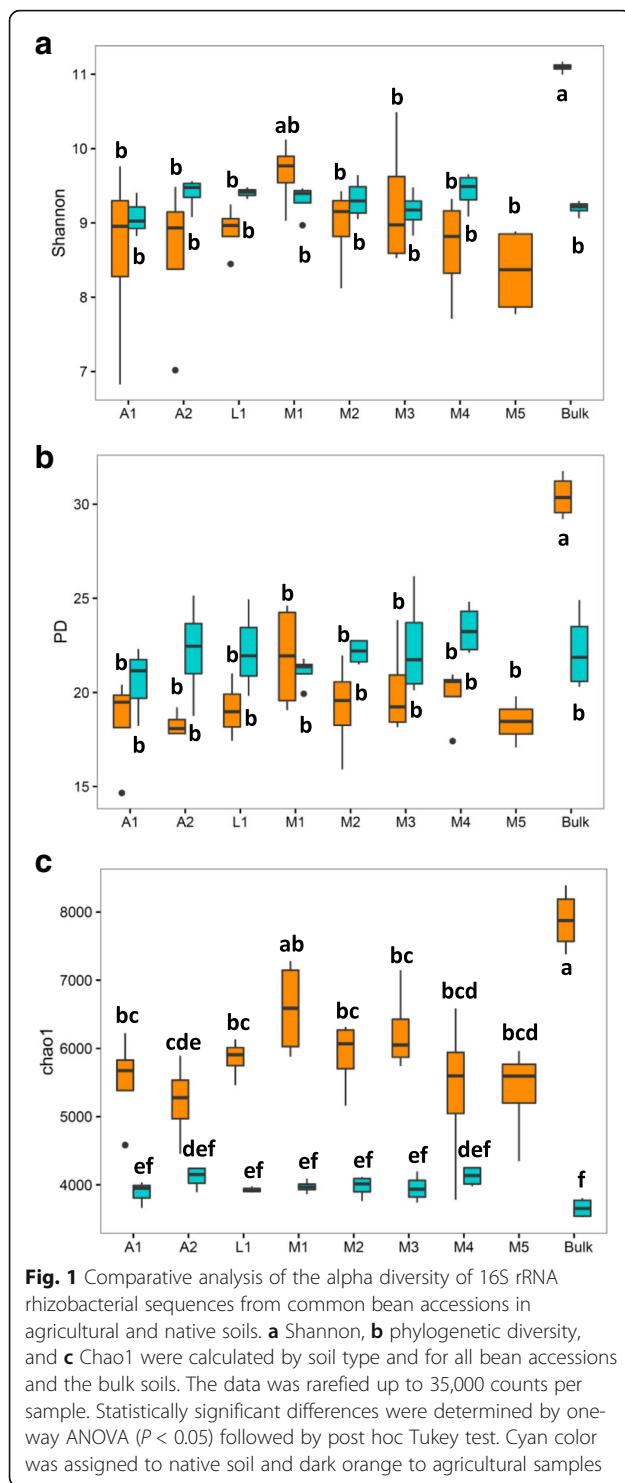 a
11
10
9
8
7
Shannon
b b b ab b b b b a
b b b b b b b b
A1 A2 L1 M1 M2 M3 M4 M5 Bulk
b
30
25
20
15
PD
b b b b b b b b a
b b b b b b b b
A1 A2 L1 M1 M2 M3 M4 M5 Bulk
c
8000
7000
6000
5000
4000
chao1
bc cde bc ab bc bc bcd bcd a
ef def ef ef ef ef def f
A1 A2 L1 M1 M2 M3 M4 M5 Bulk
Fig. 1 Comparative analysis of the alpha diversity of 16S rRNA
rhizobacterial sequences from common bean accessions in
agricultural and native soils. a Shannon, b phylogenetic diversity,
and c Chao1 were calculated by soil type and for all bean accessions
and the bulk soils. The data was rarefied up to 35,000 counts per
sample. Statistically significant differences were determined by one-
way ANOVA (P < 0.05) followed by post hoc Tukey test. Cyan color
was assigned to native soil and dark orange to agricultural samples